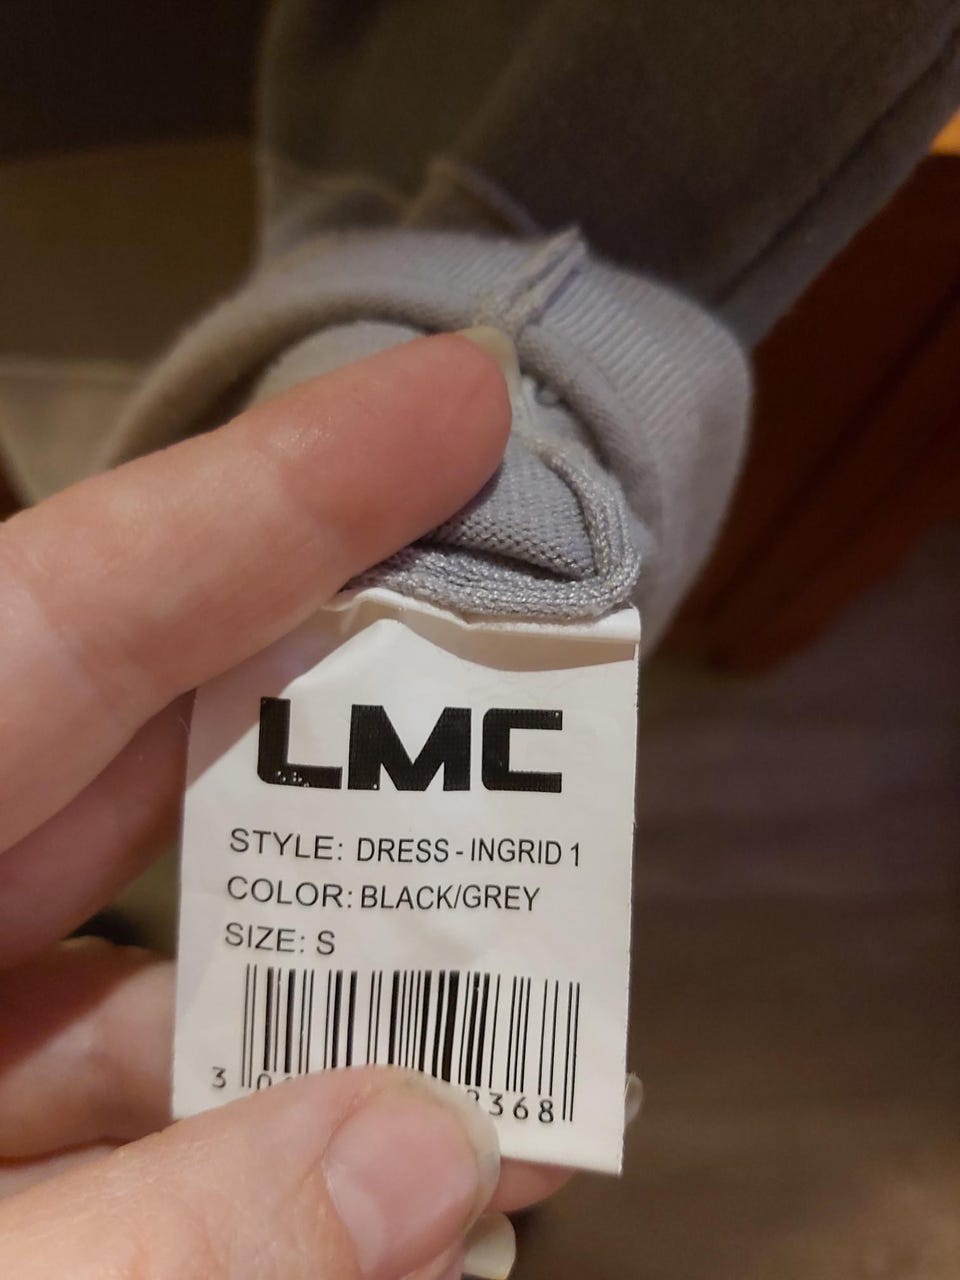 LMC
STYLE: DRESS - INGRID 1
COLOR: BLACK/GREY
SIZE: S